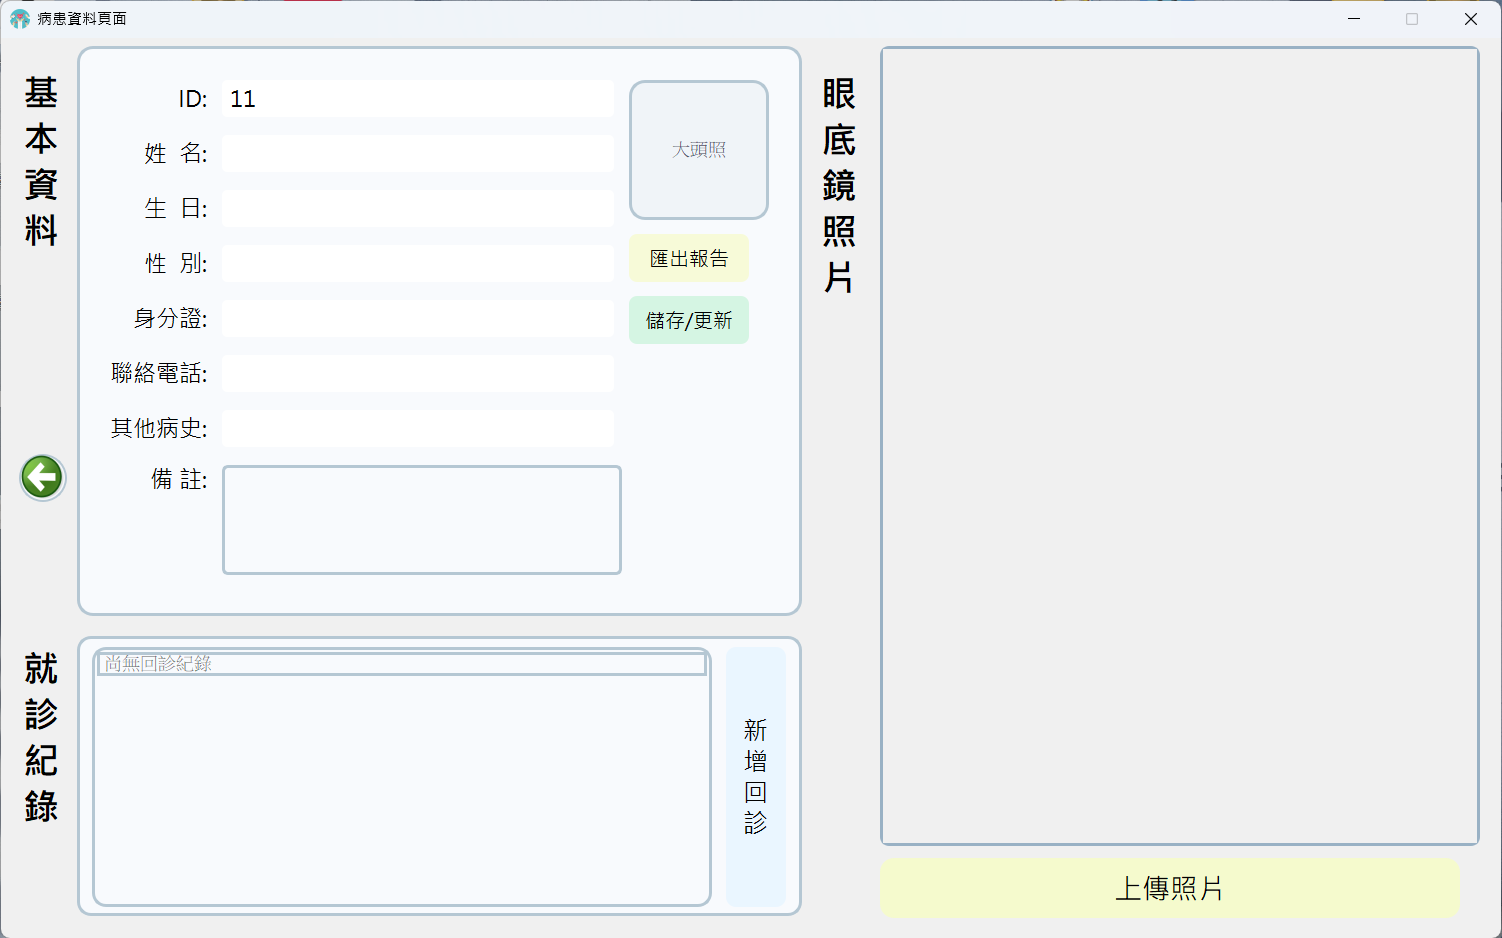 病患資料頁面
基本資料
ID: 11
姓 名:
生 日:
性 別:
身分證:
聯絡電話:
其他病史:
備 註:
大頭照
匯出報告
儲存/更新
就診紀錄
尚無回診紀錄
新增回診
眼底鏡照片
上傳照片